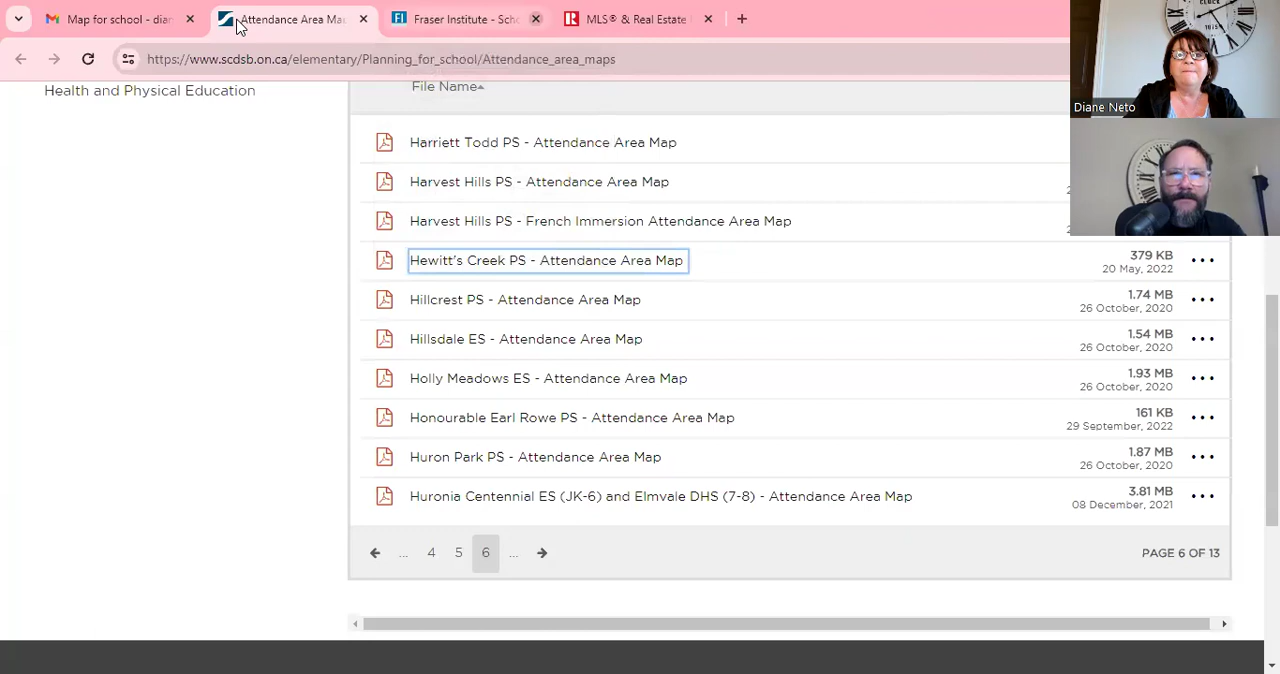 Map for school - dian
Attendance Area Ma
Fraser Institute - Scho
MLS® & Real Estate
https://www.scdsb.on.ca/elementary/Planning_for_school/Attendance_area_maps
Health and Physical Education
File Name
Diane Neto
Harriett Todd PS - Attendance Area Map
Harvest Hills PS - Attendance Area Map
Harvest Hills PS - French Immersion Attendance Area Map
Hewitt's Creek PS - Attendance Area Map
379 KB
20 May, 2022
Hillcrest PS - Attendance Area Map
1.74 MB
26 October, 2020
Hillsdale ES - Attendance Area Map
1.54 MB
26 October, 2020
Holly Meadows ES - Attendance Area Map
1.93 MB
26 October, 2020
Honourable Earl Rowe PS - Attendance Area Map
161 KB
29 September, 2022
Huron Park PS - Attendance Area Map
1.87 MB
26 October, 2020
Huronia Centennial ES (JK-6) and Elmvale DHS (7-8) - Attendance Area Map
3.81 MB
08 December, 2021
... 4 5 6 ...
PAGE 6 OF 13